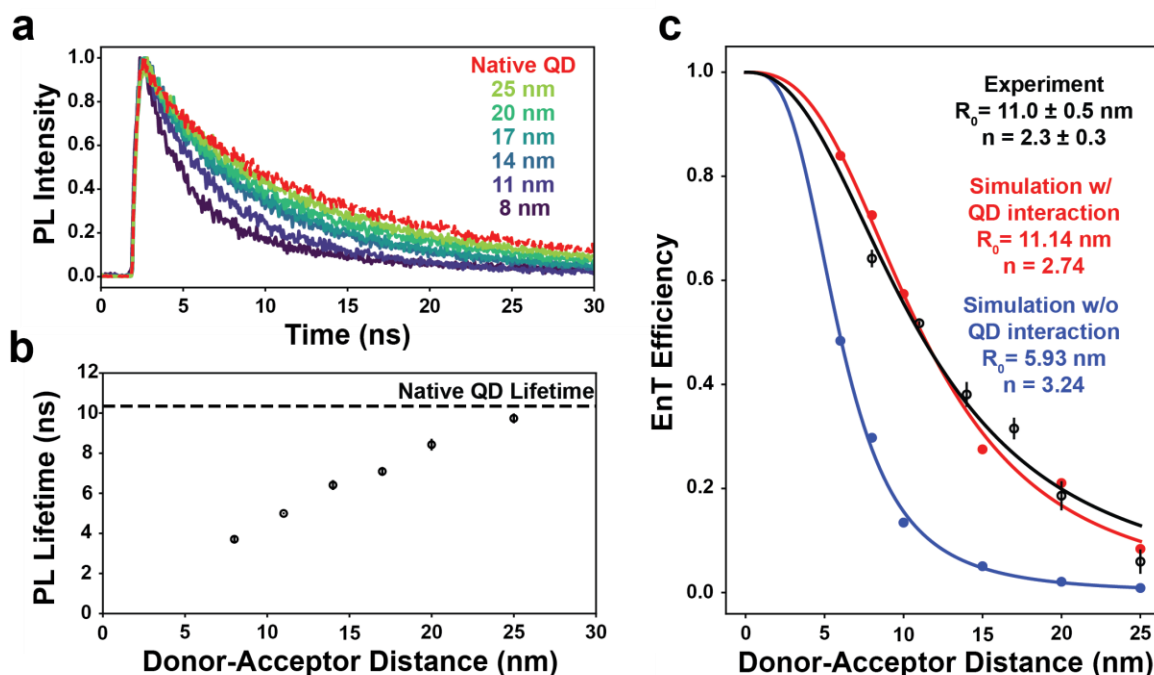 a
PL Intensity
1.0
0.8
0.6
0.4
0.2
0.0
0
5
10
15
20
25
30
Time (ns)
Native QD
25 nm
20 nm
17 nm
14 nm
11 nm
8 nm
b
PL Lifetime (ns)
12
10
8
6
4
2
0
Native QD Lifetime
0
5
10
15
20
25
30
Donor-Acceptor Distance (nm)
c
EnT Efficiency
1.0
0.8
0.6
0.4
0.2
0.0
Experiment
R₀= 11.0 ± 0.5 nm
n = 2.3 ± 0.3
Simulation w/
QD interaction
R₀= 11.14 nm
n = 2.74
Simulation w/o
QD interaction
R₀= 5.93 nm
n = 3.24
0
5
10
15
20
25
Donor-Acceptor Distance (nm)